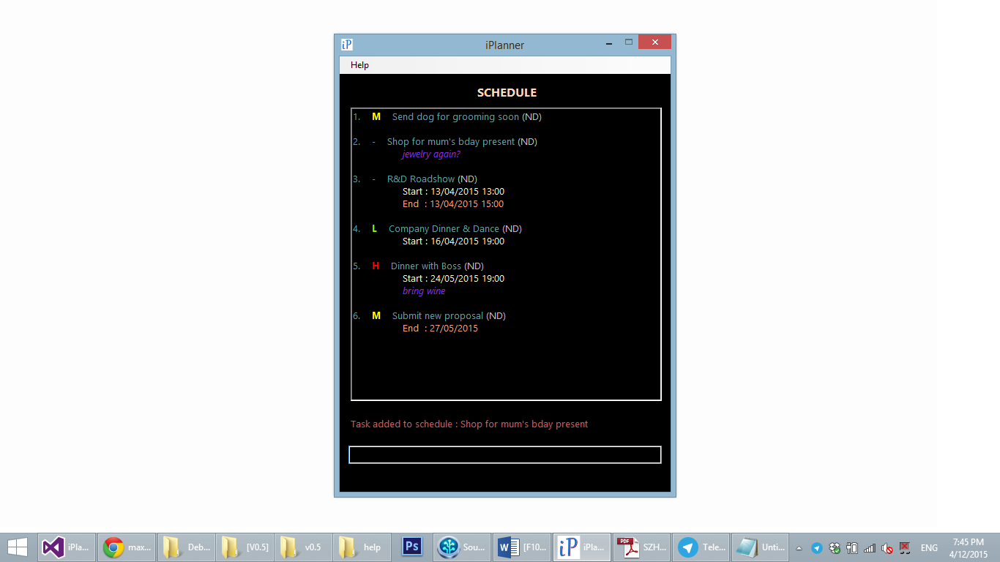 iP iPlanner
Help
SCHEDULE
1. M Send dog for grooming soon (ND)
2. - Shop for mum's bday present (ND)
jewelry again?
3. - R&D Roadshow (ND)
Start : 13/04/2015 13:00
End : 13/04/2015 15:00
4. L Company Dinner & Dance (ND)
Start : 16/04/2015 19:00
5. H Dinner with Boss (ND)
Start : 24/05/2015 19:00
bring wine
6. M Submit new proposal (ND)
End : 27/05/2015
Task added to schedule : Shop for mum's bday present
iPla... max... Deb... [V0.5] v0.5 help Ps Sou... W [F10... iP iPla... PDF SZH... Tele... Unti... ENG 7:45 PM
4/12/2015